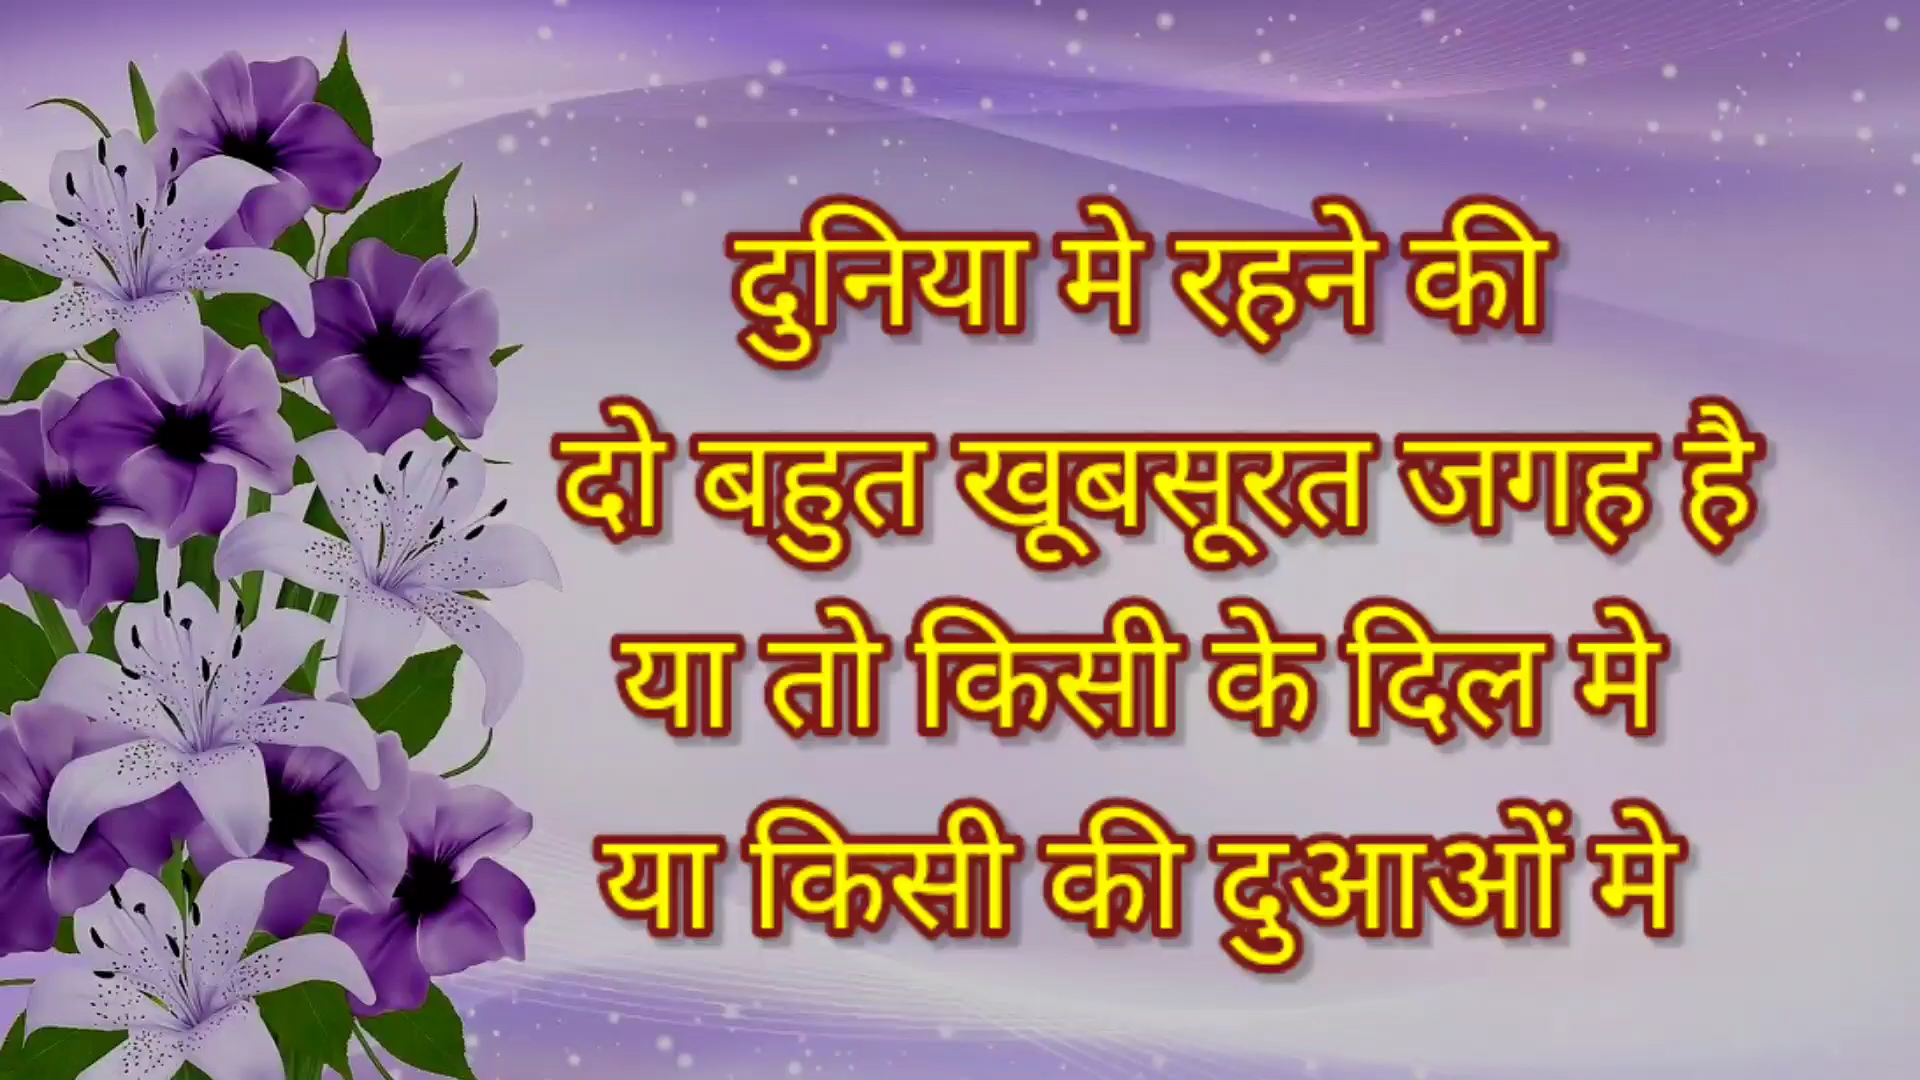 दुनिया मे रहने की
दो बहुत खूबसूरत जगह है
या तो किसी के दिल मे
या किसी की दुआओं मे